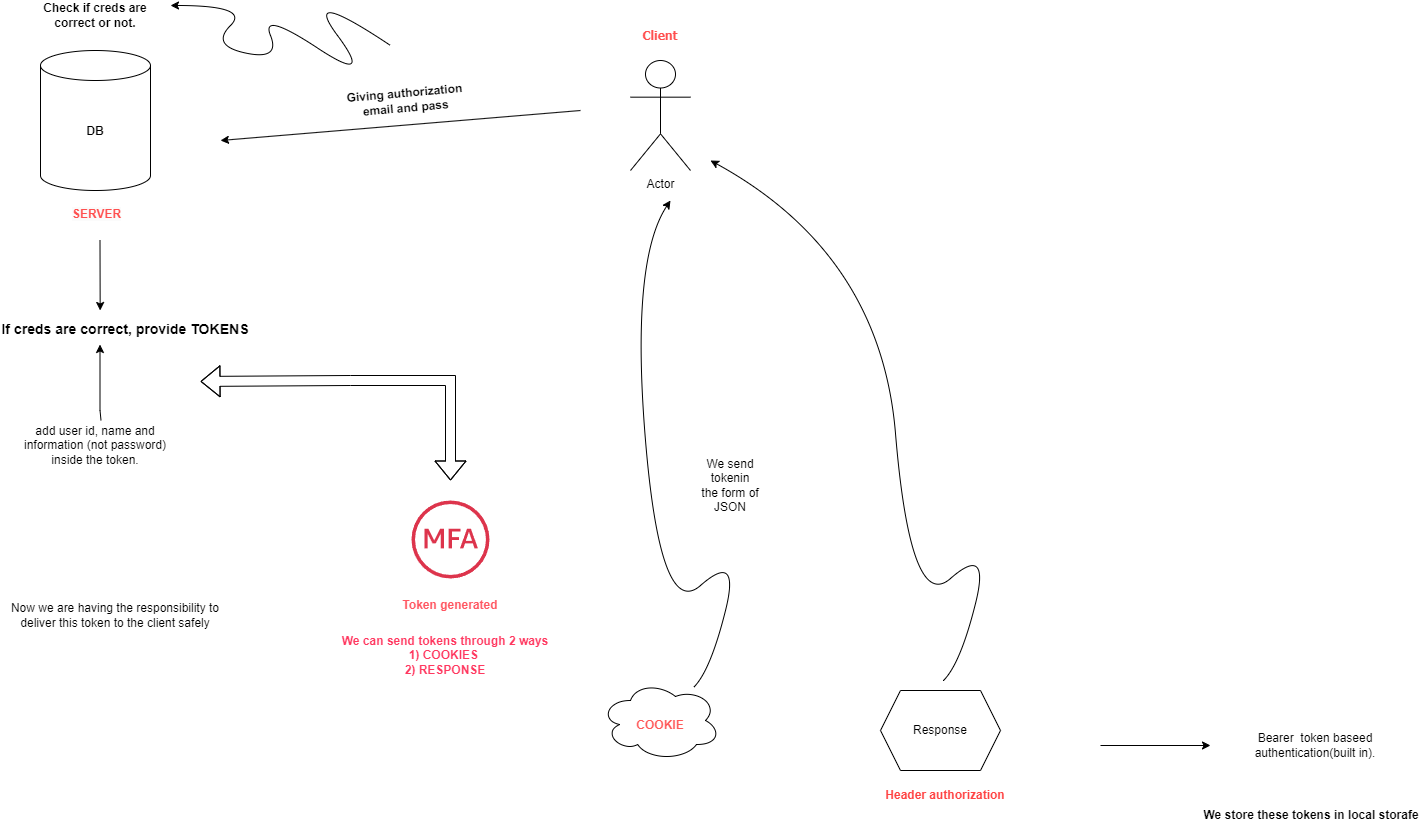 Check if creds are
correct or not.
Client
Giving authorization
email and pass
DB
Actor
SERVER
If creds are correct, provide TOKENS
add user id, name and
information (not password)
inside the token.
We send
tokenin
the form of
JSON
MFA
Token generated
Now we are having the responsibility to
deliver this token to the client safely
We can send tokens through 2 ways
1) COOKIES
2) RESPONSE
COOKIE
Response
Bearer  token baseed
authentication(built in).
Header authorization
We store these tokens in local storafe